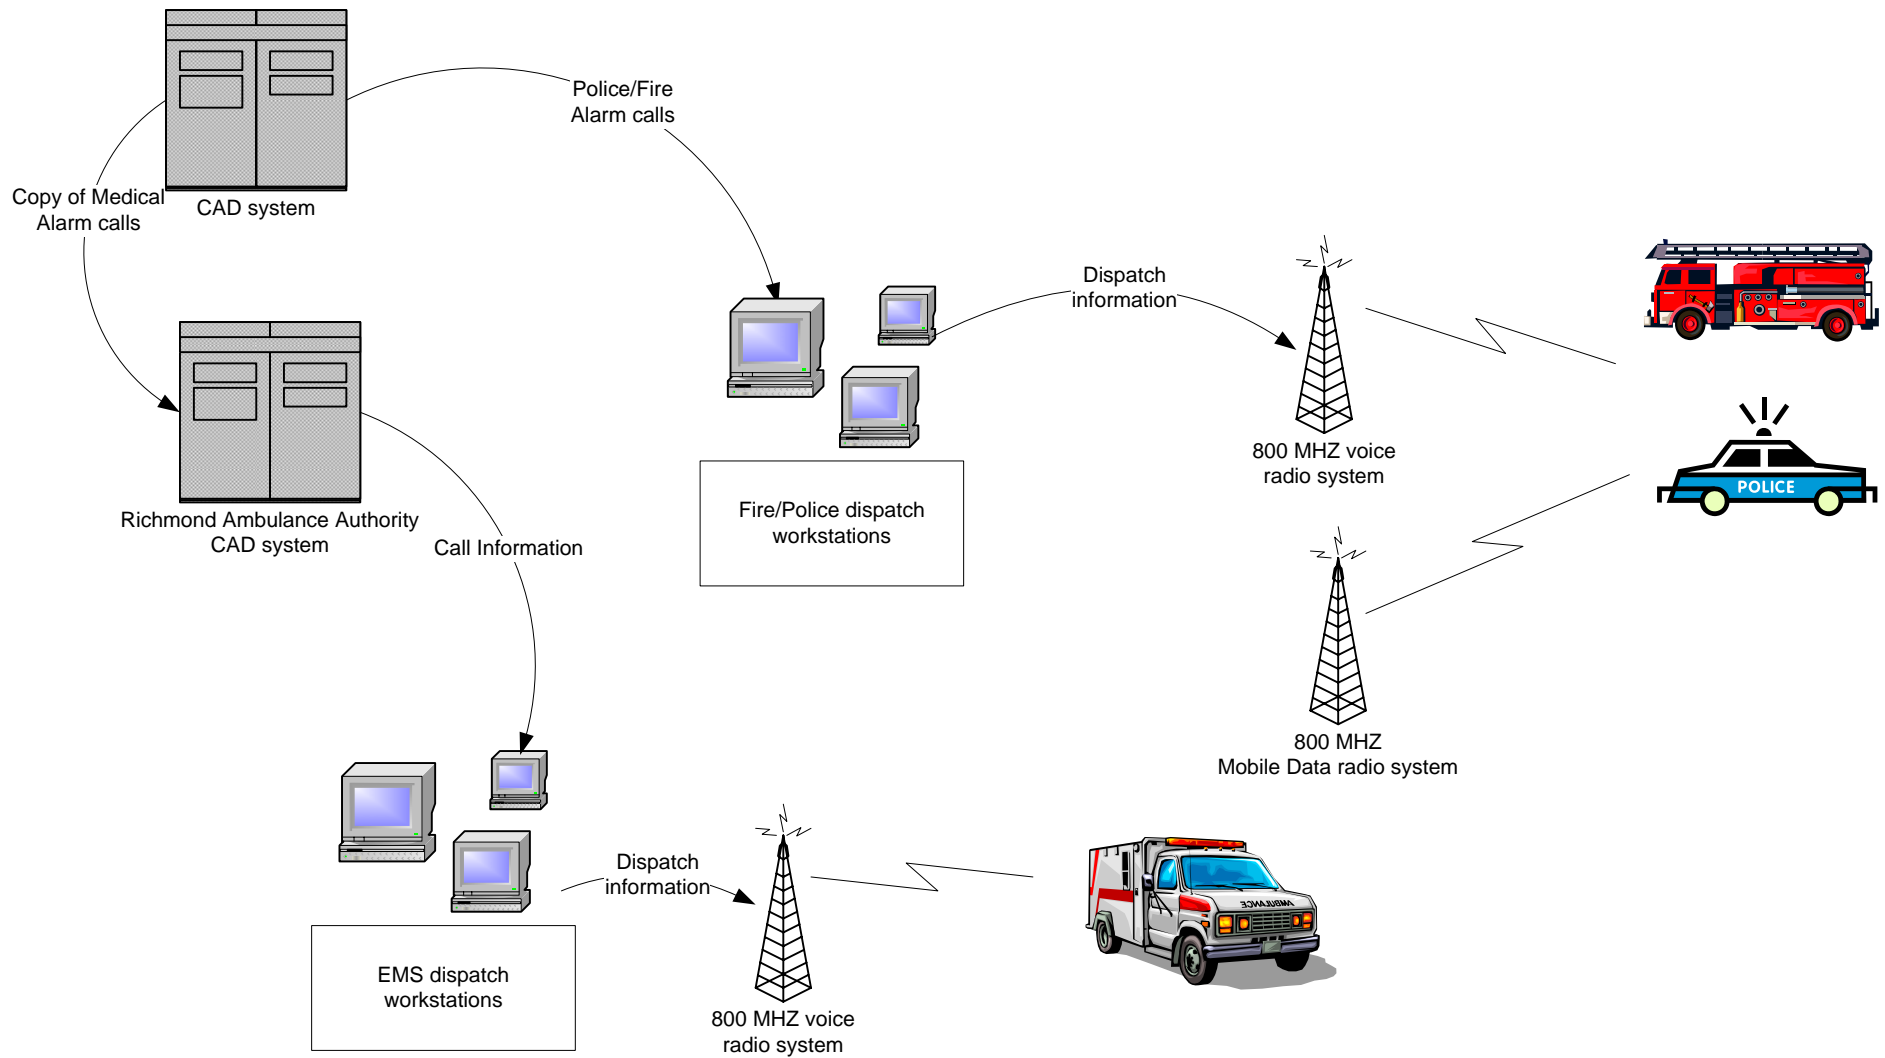 Police/Fire
Alarm calls
Copy of Medical
Alarm calls
CAD system
Dispatch
information
800 MHZ voice
radio system
POLICE
Fire/Police dispatch
workstations
Richmond Ambulance Authority
CAD system
Call Information
800 MHZ
Mobile Data radio system
Dispatch
information
AMBULANCE
EMS dispatch
workstations
800 MHZ voice
radio system